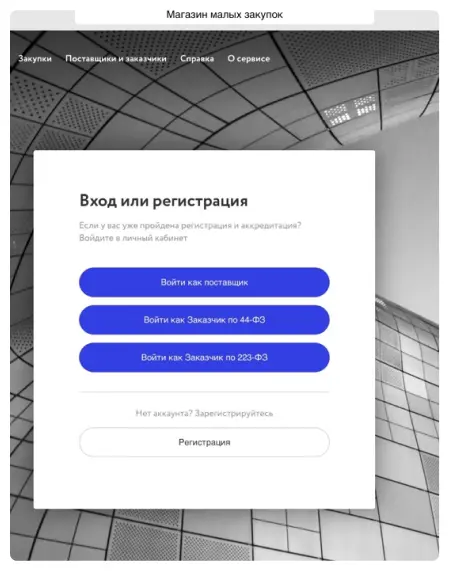 Магазин малых закупок
Закупки Поставщики и заказчики Справка О сервисе
Вход или регистрация
Если у вас уже пройдена регистрация и аккредитация?
Войдите в личный кабинет
Войти как поставщик
Войти как Заказчик по 44-ФЗ
Войти как Заказчик по 223-ФЗ
Нет аккаунта? Зарегистрируйтесь
Регистрация